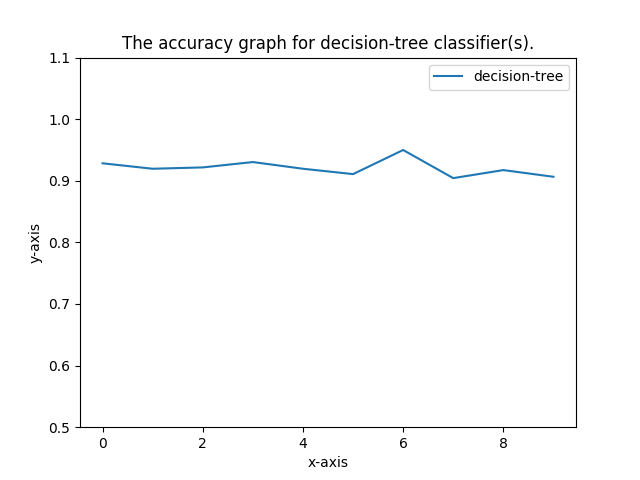 The accuracy graph for decision-tree classifier(s).
decision-tree
1.1
1.0
0.9
0.8
0.7
0.6
0.5
y-axis
0 2 4 6 8
x-axis